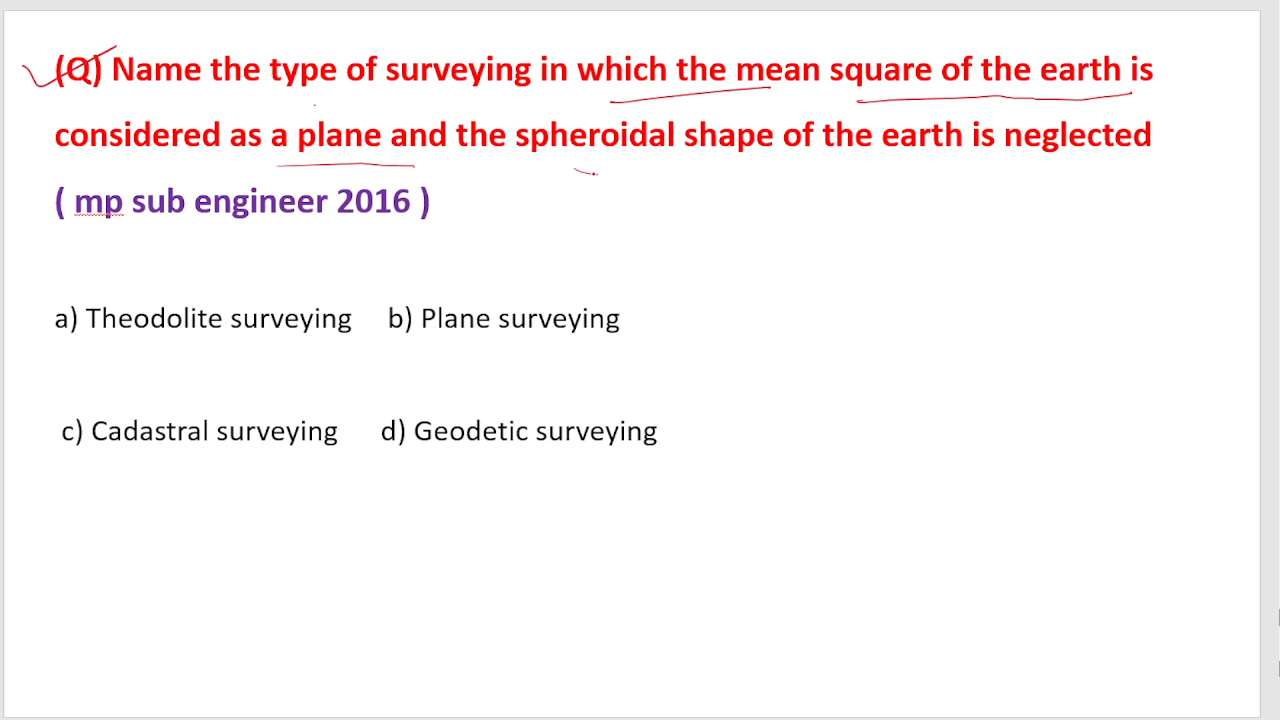 (Q) Name the type of surveying in which the mean square of the earth is
considered as a plane and the spheroidal shape of the earth is neglected
( mp sub engineer 2016 )
a) Theodolite surveying b) Plane surveying
c) Cadastral surveying d) Geodetic surveying